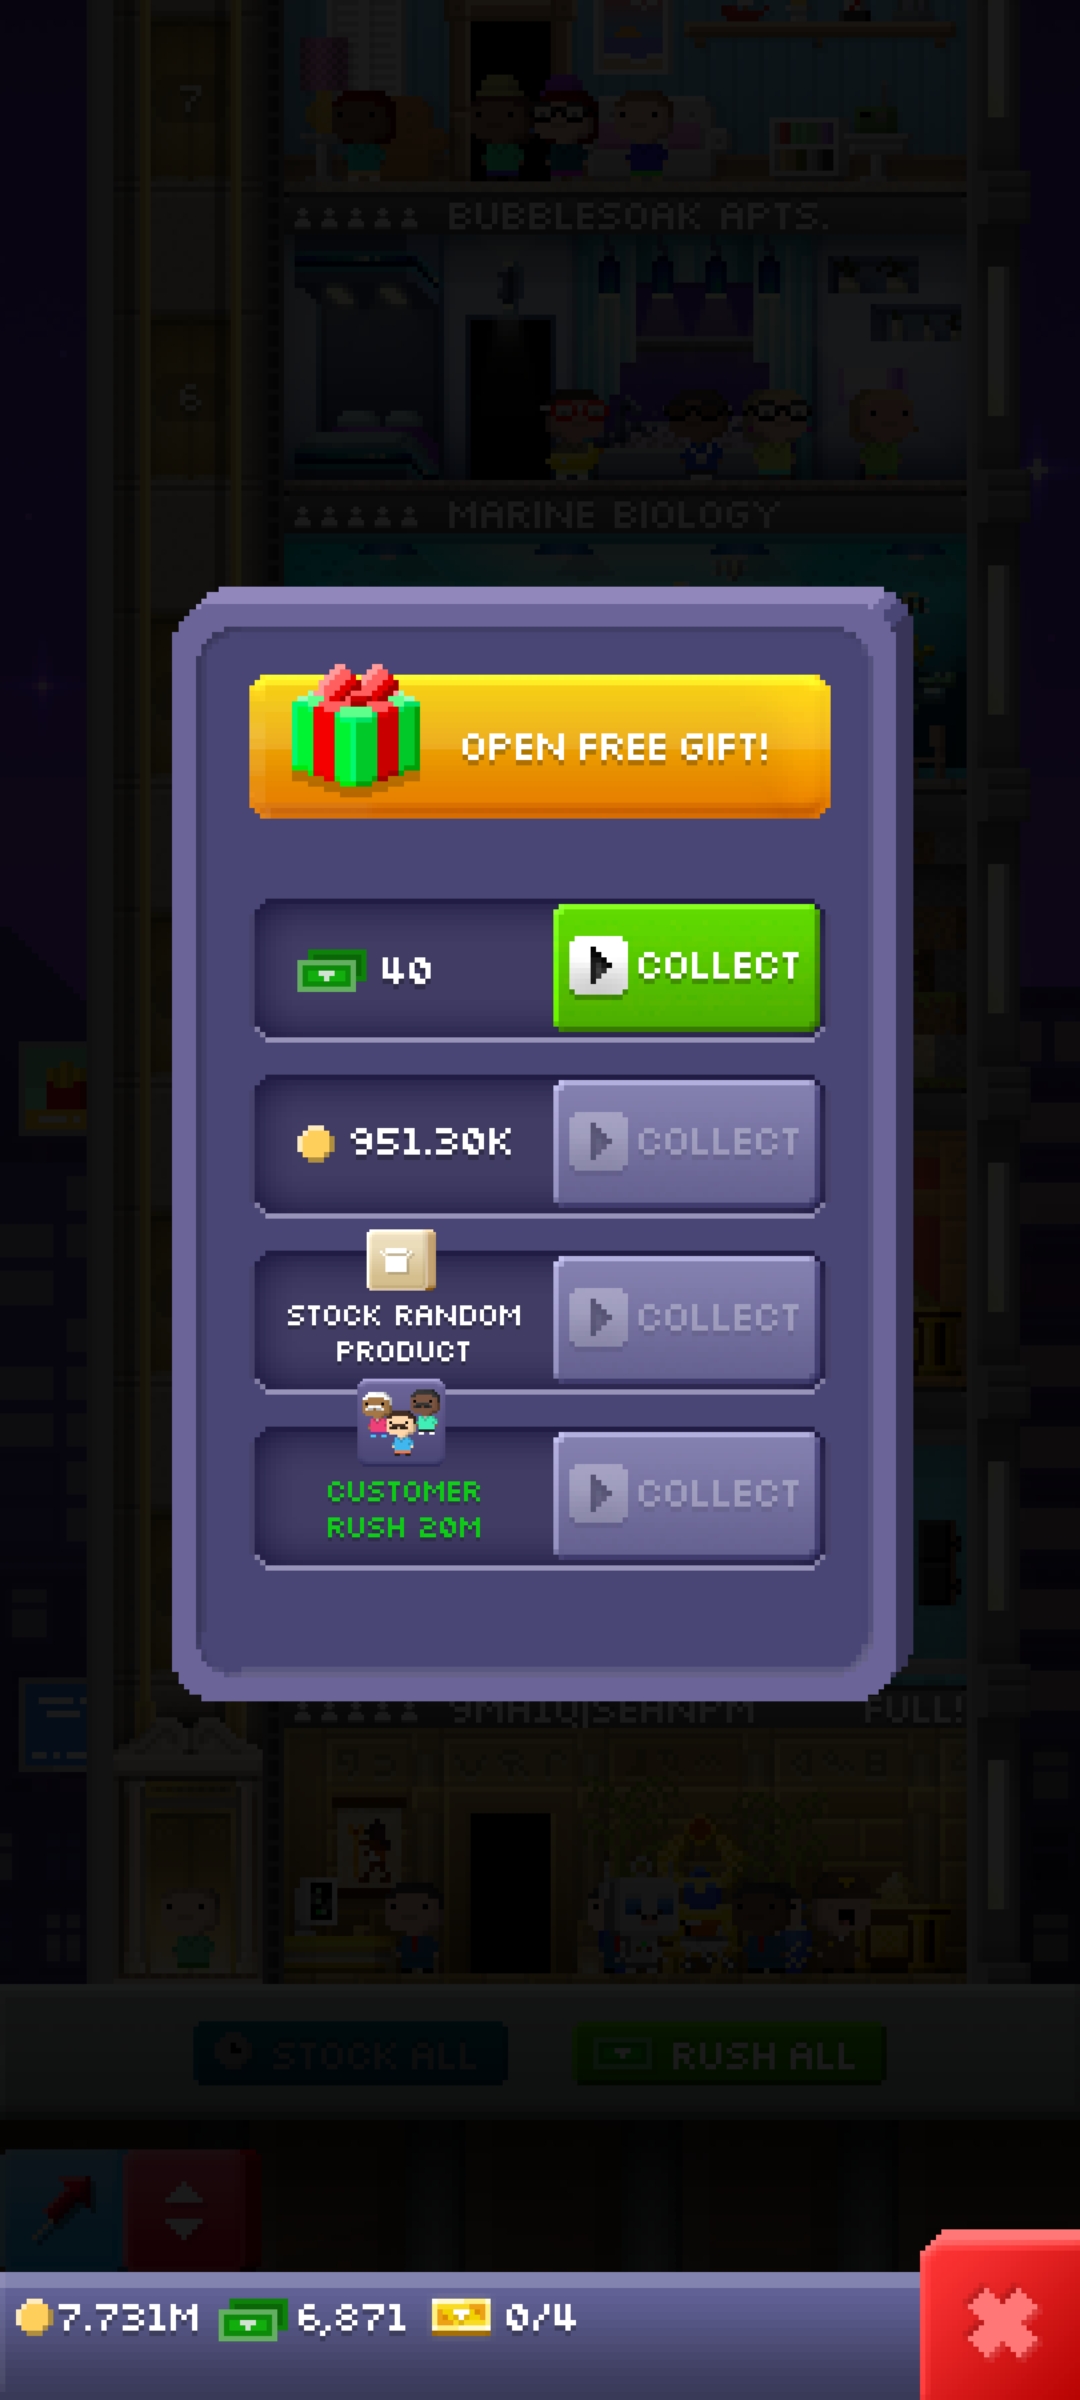 7
BUBBLESOAK APTS.
6
MARINE BIOLOGY
OPEN FREE GIFT!
40
COLLECT
951.30K
COLLECT
STOCK RANDOM
PRODUCT
COLLECT
CUSTOMER
RUSH 20M
COLLECT
FULL!
STOCK ALL
RUSH ALL
7.731M
6,871
0/4